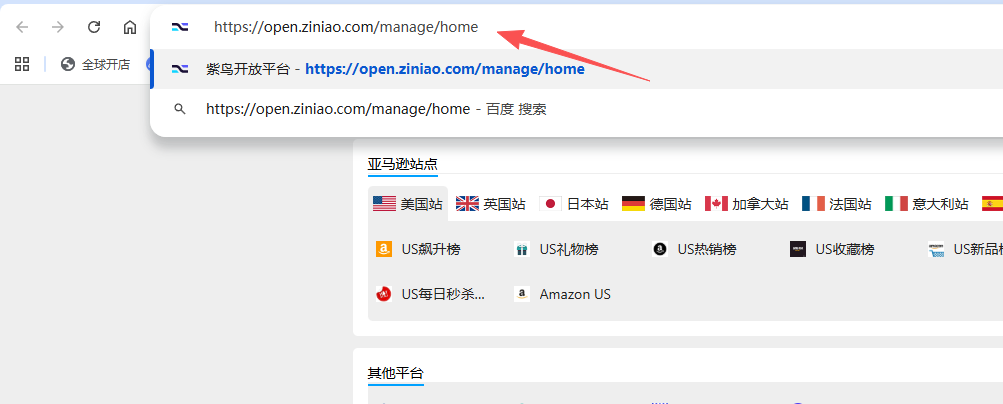 https://open.ziniao.com/manage/home
全球开店
紫鸟开放平台 - https://open.ziniao.com/manage/home
https://open.ziniao.com/manage/home - 百度 搜索
亚马逊站点
美国站 英国站 日本站 德国站 加拿大站 法国站 意大利站
US飙升榜 US礼物榜 US热销榜 US收藏榜 US新品
US每日秒杀... Amazon US
其他平台